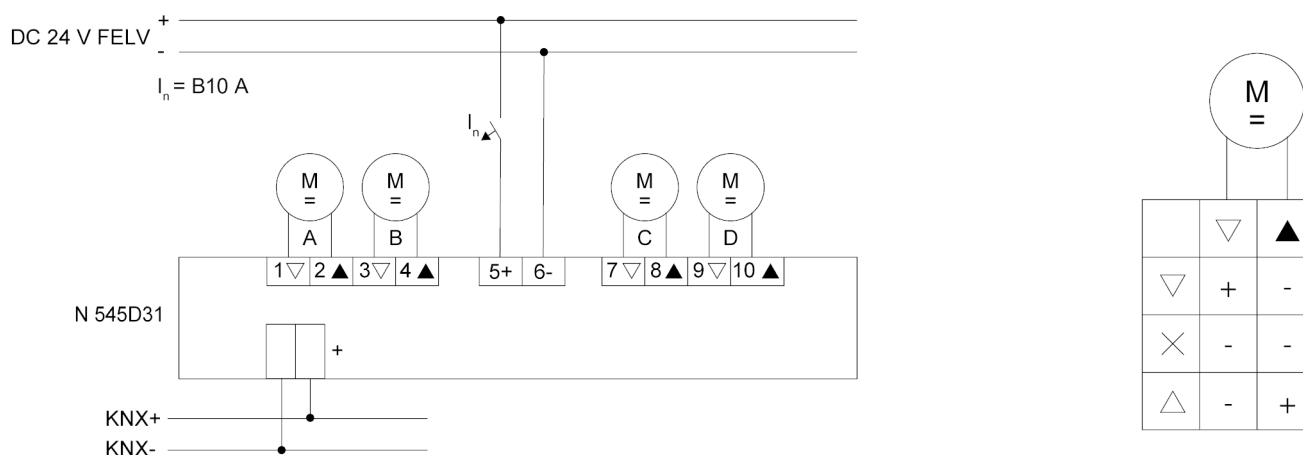 +
DC 24 V FELV
-
Iₙ = B10 A
Iₙ
M
=
M
=
M
=
M
=
M
=
A
B
C
D
1 ▽ 2 ▲ 3 ▽ 4 ▲ 5+ 6- 7 ▽ 8 ▲ 9 ▽ 10 ▲
N 545D31
+
KNX+
KNX-
▽ ▲
▽ + -
× - -
△ - +